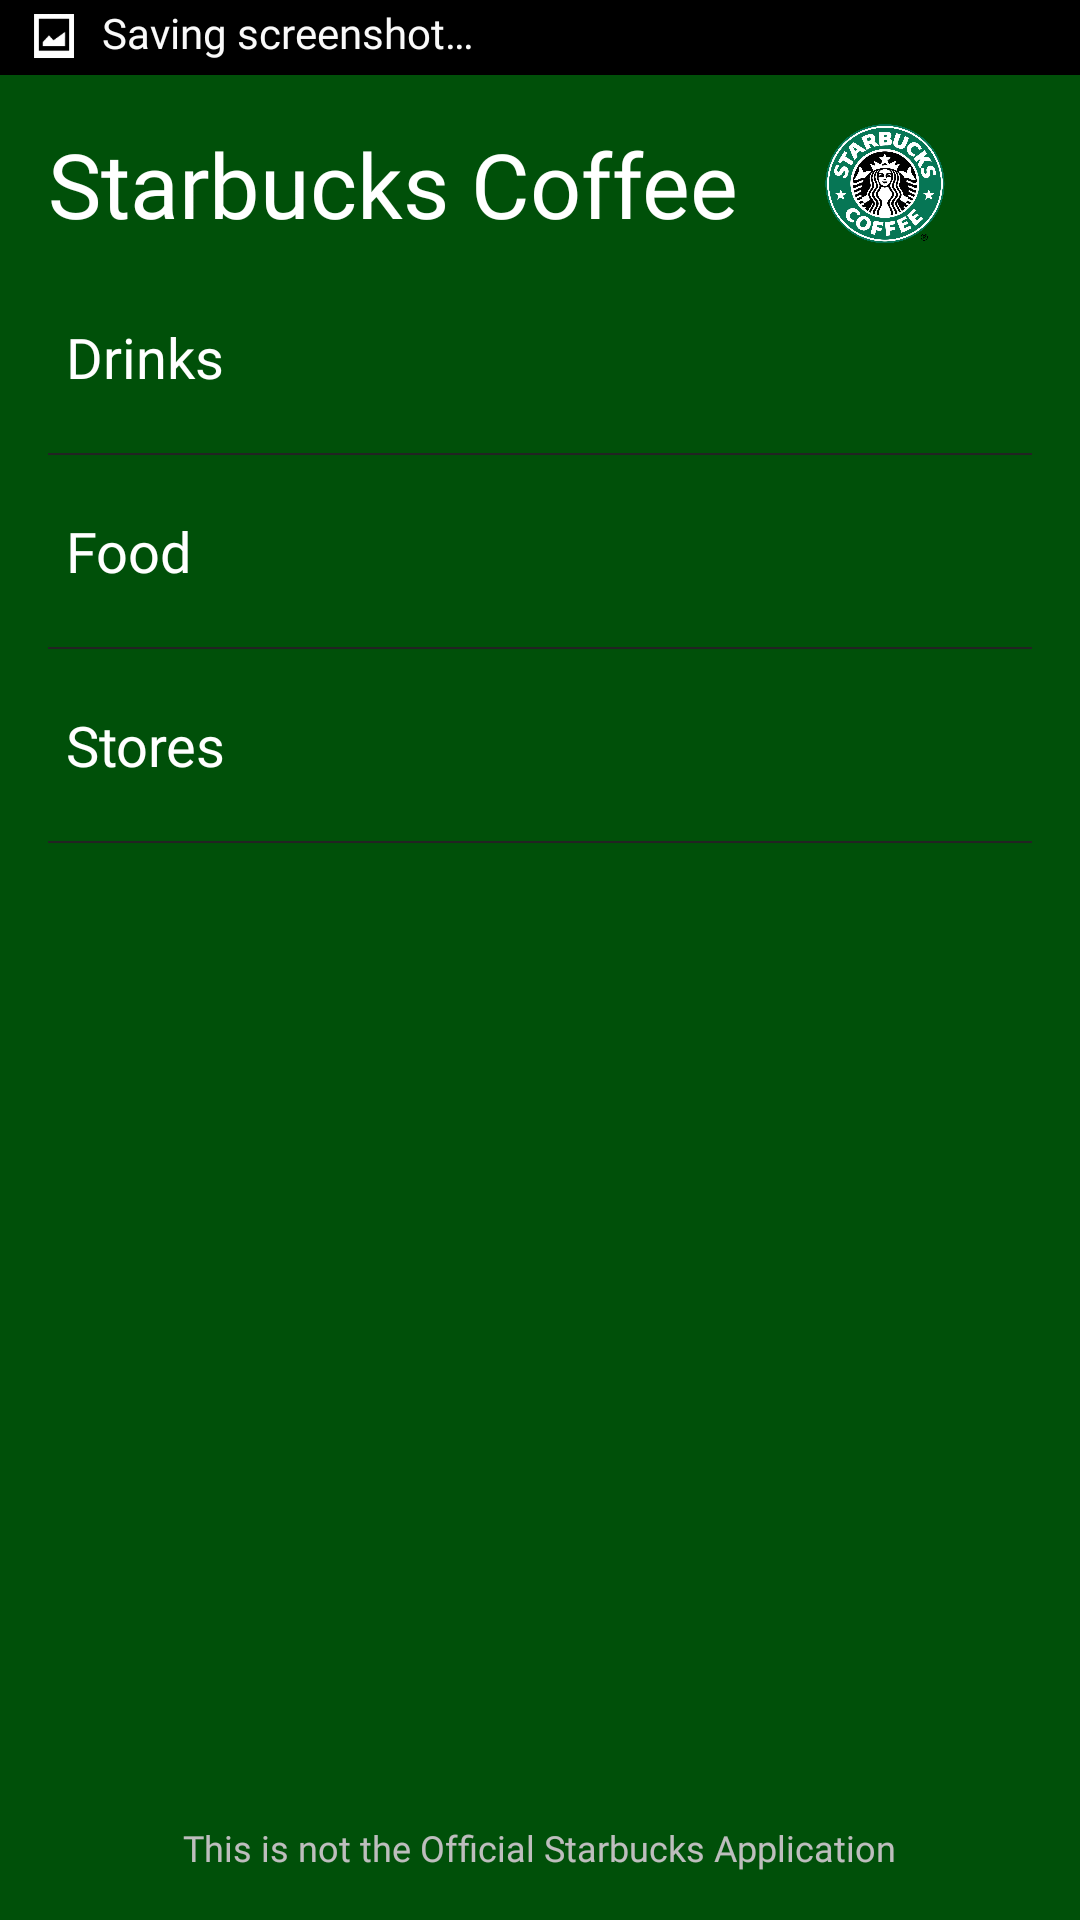 Saving screenshot...
Starbucks Coffee
STARBUCKS
COFFEE
Drinks
Food
Stores
This is not the Official Starbucks Application